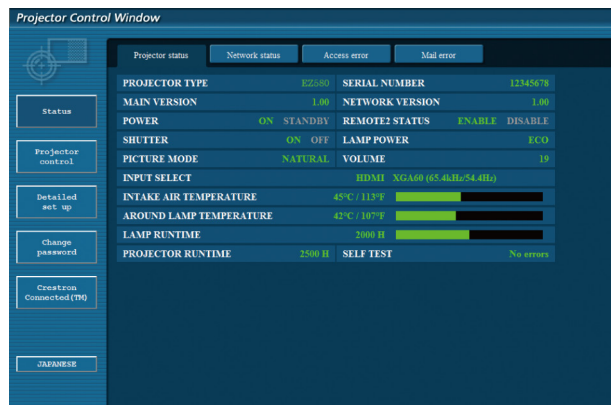 Projector Control Window
Projector status Network status Access error Mail error
PROJECTOR TYPE EZ580 SERIAL NUMBER 12345678
MAIN VERSION 1.00 NETWORK VERSION 1.00
POWER ON STANDBY REMOTE2 STATUS ENABLE DISABLE
SHUTTER ON OFF LAMP POWER ECO
PICTURE MODE NATURAL VOLUME 19
INPUT SELECT HDMI XGA60 (65.4kHz/54.4Hz)
INTAKE AIR TEMPERATURE 45°C / 113°F
AROUND LAMP TEMPERATURE 42°C / 107°F
LAMP RUNTIME 2000 H
PROJECTOR RUNTIME 2500 H SELF TEST No errors
Status
Projector
control
Detailed
set up
Change
password
Crestron
Connected(TM)
JAPANESE